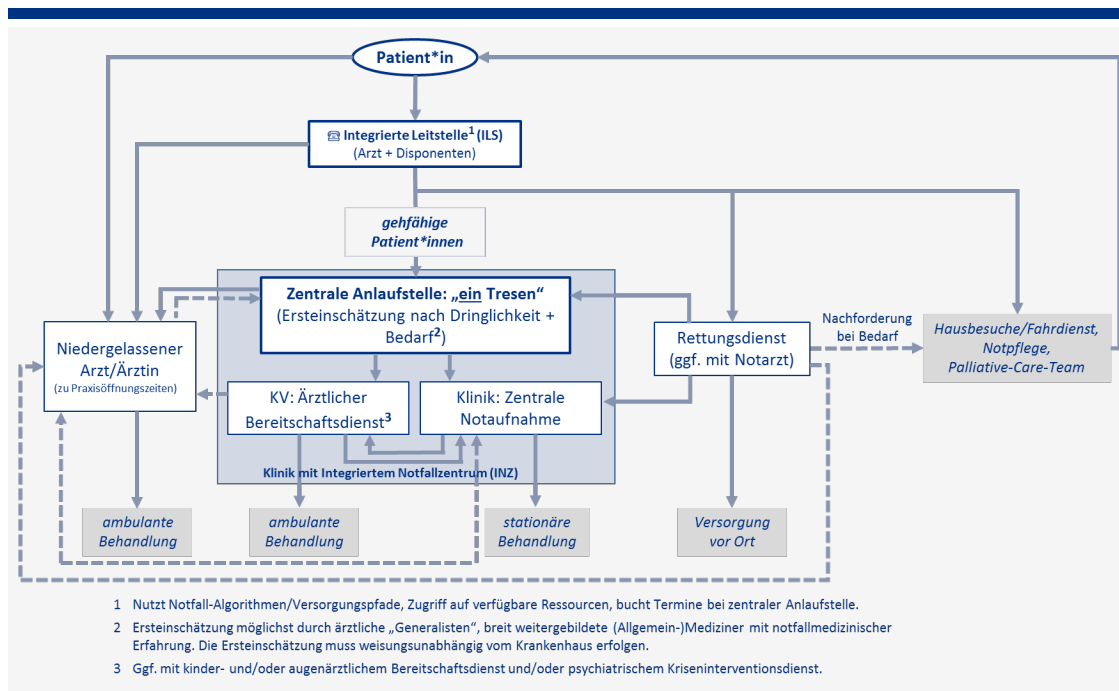 Patient*in
☎ Integrierte Leitstelle1 (ILS)
(Arzt + Disponenten)
gehfähige
Patient*innen
Zentrale Anlaufstelle: „ein Tresen“
(Ersteinschätzung nach Dringlichkeit +
Bedarf2)
Niedergelassener
Arzt/Ärztin
(zu Praxisöffnungszeiten)
KV: Ärztlicher
Bereitschaftsdienst3
Klinik: Zentrale
Notaufnahme
Klinik mit Integriertem Notfallzentrum (INZ)
Rettungsdienst
(ggf. mit Notarzt)
Nachforderung
bei Bedarf
Hausbesuche/Fahrdienst,
Notpflege,
Palliative-Care-Team
ambulante
Behandlung
ambulante
Behandlung
stationäre
Behandlung
Versorgung
vor Ort
1 Nutzt Notfall-Algorithmen/Versorgungspfade, Zugriff auf verfügbare Ressourcen, bucht Termine bei zentraler Anlaufstelle.
2 Ersteinschätzung möglichst durch ärztliche „Generalisten“, breit weitergebildete (Allgemein-)Mediziner mit notfallmedizinischer
Erfahrung. Die Ersteinschätzung muss weisungsunabhängig vom Krankenhaus erfolgen.
3 Ggf. mit kinder- und/oder augenärztlichem Bereitschaftsdienst und/oder psychiatrischem Kriseninterventionsdienst.